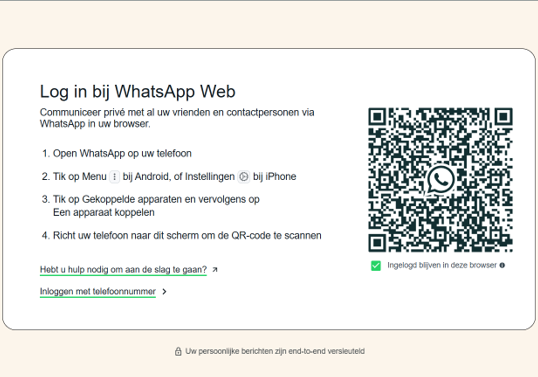 Log in bij WhatsApp Web
Communiceer privé met al uw vrienden en contactpersonen via
WhatsApp in uw browser.
1. Open WhatsApp op uw telefoon
2. Tik op Menu bij Android, of Instellingen bij iPhone
3. Tik op Gekoppelde apparaten en vervolgens op
Een apparaat koppelen
4. Richt uw telefoon naar dit scherm om de QR-code te scannen
Ingelogd blijven in deze browser
Hebt u hulp nodig om aan de slag te gaan?
Inloggen met telefoonnummer
Uw persoonlijke berichten zijn end-to-end versleuteld